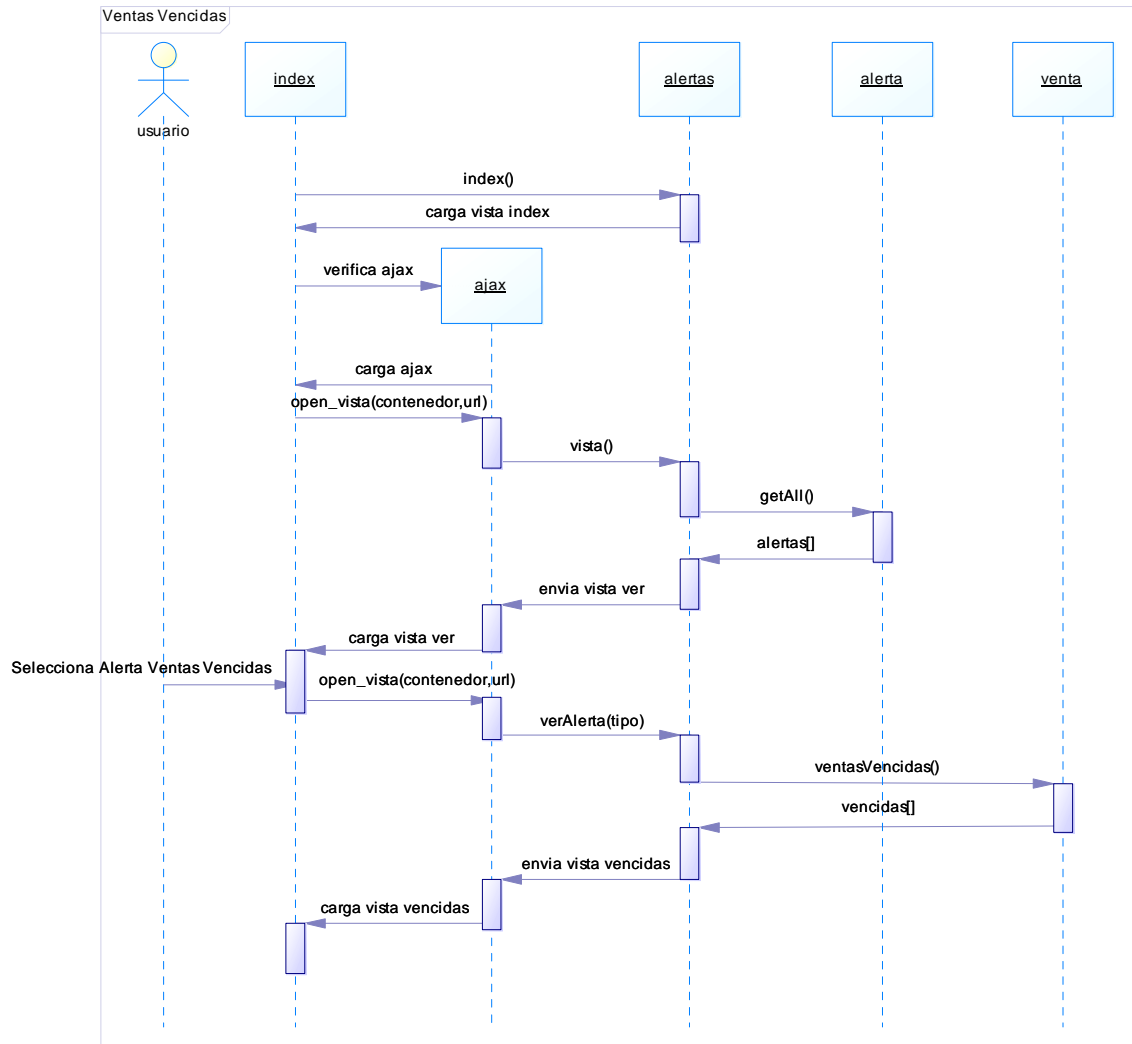 Ventas Vencidas
usuario
index
alertas
alerta
venta
index()
carga vista index
verifica ajax
ajax
carga ajax
open_vista(contenedor,url)
vista()
getAll()
alertas[]
envia vista ver
carga vista ver
Selecciona Alerta Ventas Vencidas
open_vista(contenedor,url)
verAlerta(tipo)
ventasVencidas()
vencidas[]
envia vista vencidas
carga vista vencidas